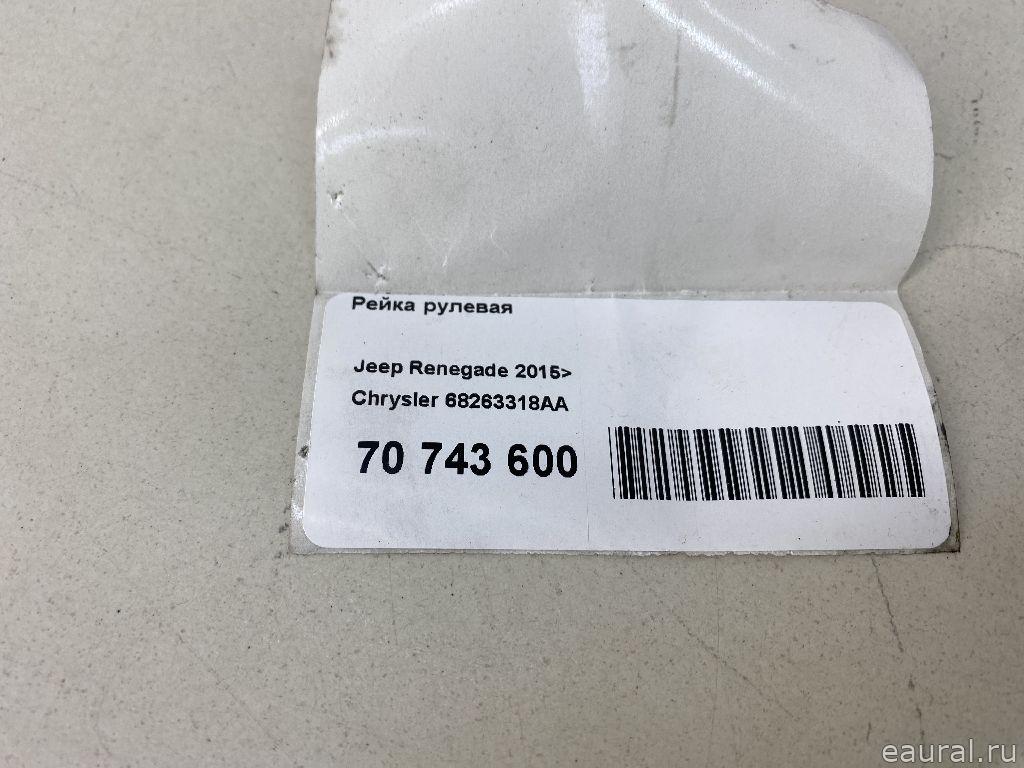 Рейка рулевая
Jeep Renegade 2015>
Chrysler 68263318AA
70 743 600
eaural.ru